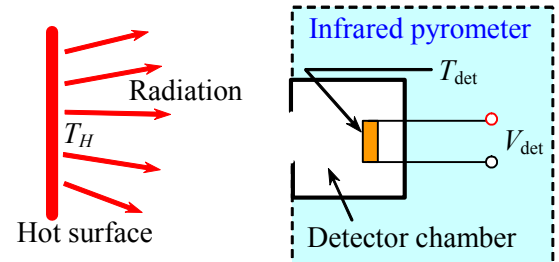 Infrared pyrometer
T_det
Radiation
T_H
V_det
Hot surface
Detector chamber